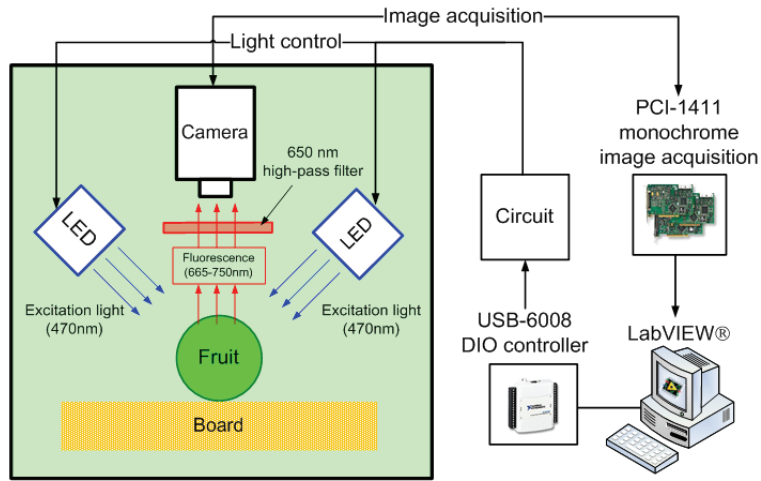 Image acquisition
Light control
Camera
650 nm
high-pass filter
PCI-1411
monochrome
image acquisition
LED
LED
Circuit
Fluorescence
(665-750nm)
Excitation light
(470nm)
Excitation light
(470nm)
USB-6008
DIO controller
LabVIEW®
Fruit
Board